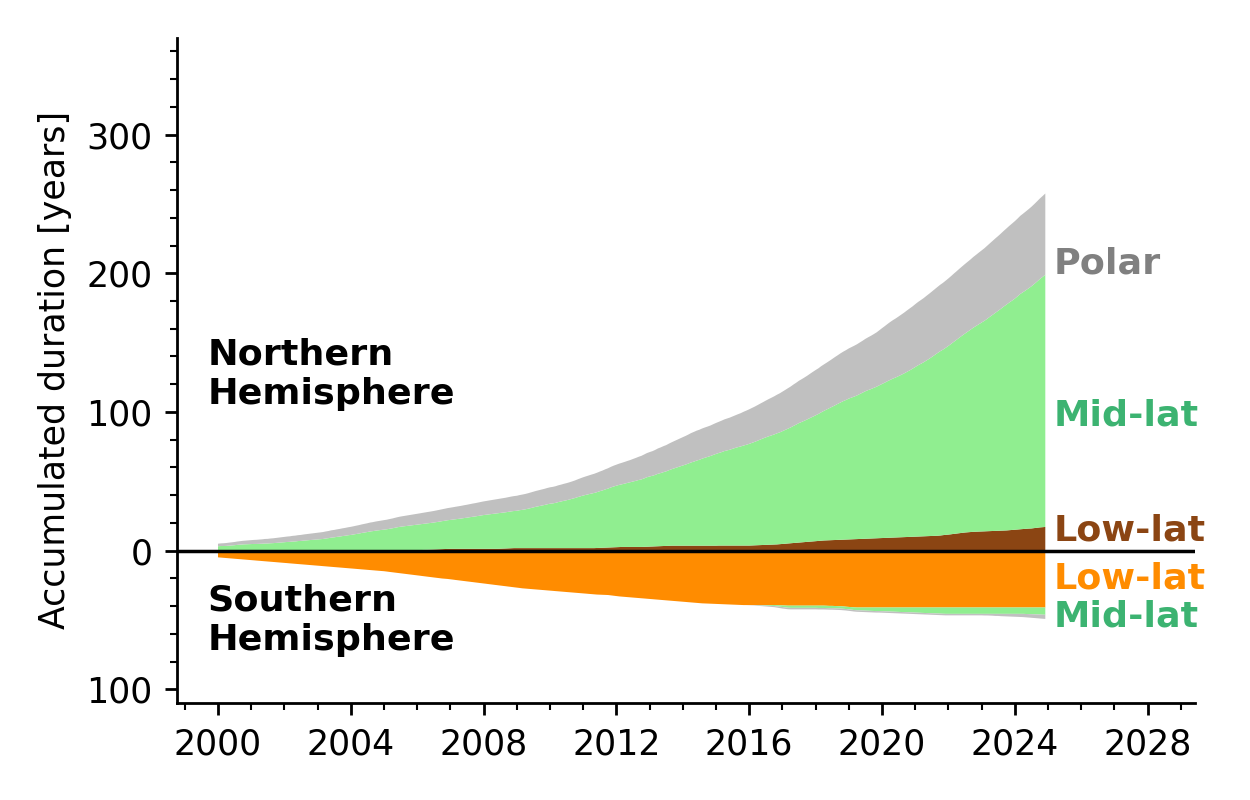 Accumulated duration [years]
300
200
100
0
100
Northern
Hemisphere
Southern
Hemisphere
Polar
Mid-lat
Low-lat
Low-lat
Mid-lat
2000 2004 2008 2012 2016 2020 2024 2028